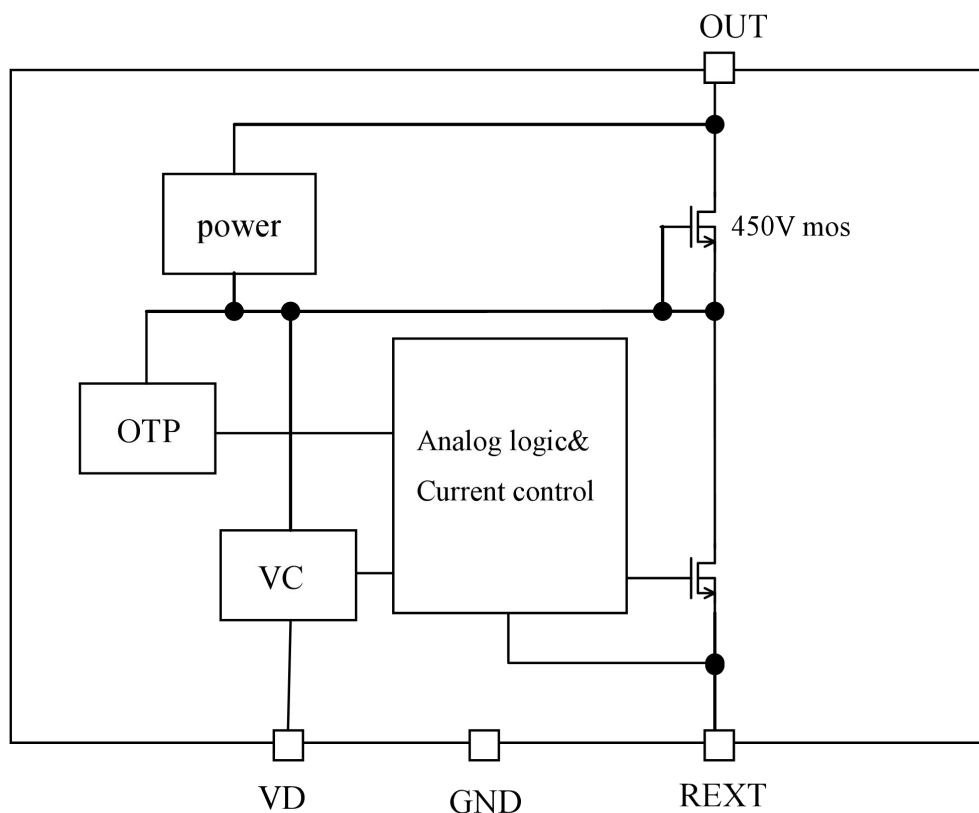 OUT
power
450V mos
OTP
Analog logic&
Current control
VC
VD
GND
REXT